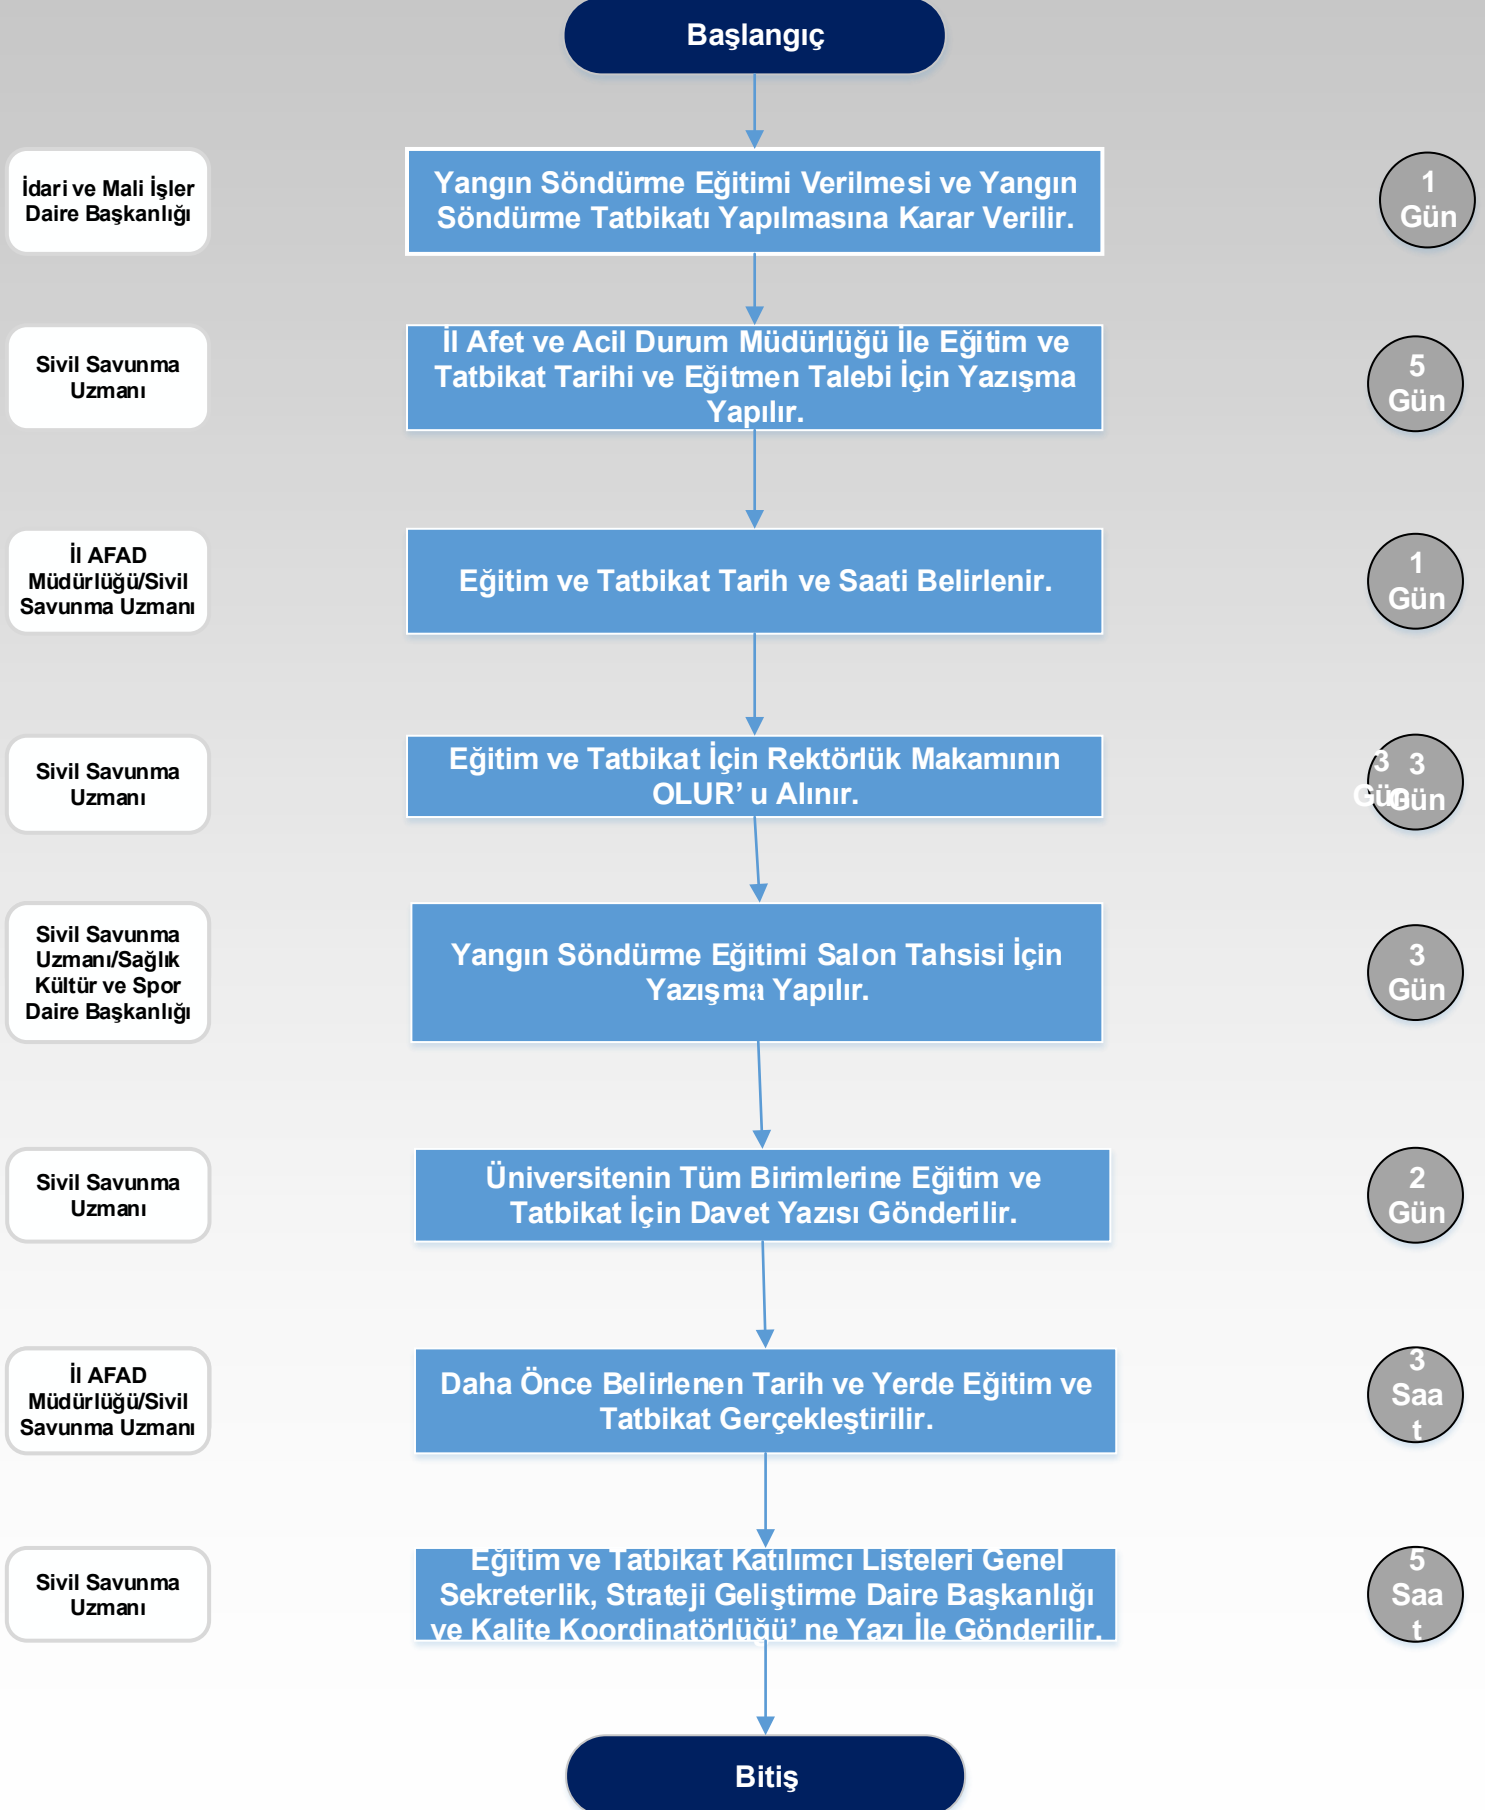 Başlangıç
İdari ve Mali İşler
Daire Başkanlığı
Yangın Söndürme Eğitimi Verilmesi ve Yangın
Söndürme Tatbikatı Yapılmasına Karar Verilir.
1
Gün
Sivil Savunma
Uzmanı
İl Afet ve Acil Durum Müdürlüğü İle Eğitim ve
Tatbikat Tarihi ve Eğitmen Talebi İçin Yazışma
Yapılır.
5
Gün
İl AFAD
Müdürlüğü/Sivil
Savunma Uzmanı
Eğitim ve Tatbikat Tarih ve Saati Belirlenir.
1
Gün
Sivil Savunma
Uzmanı
Eğitim ve Tatbikat İçin Rektörlük Makamının
OLUR’ u Alınır.
3
Gün
3
Gün
Sivil Savunma
Uzmanı/Sağlık
Kültür ve Spor
Daire Başkanlığı
Yangın Söndürme Eğitimi Salon Tahsisi İçin
Yazışma Yapılır.
3
Gün
Sivil Savunma
Uzmanı
Üniversitenin Tüm Birimlerine Eğitim ve
Tatbikat İçin Davet Yazısı Gönderilir.
2
Gün
İl AFAD
Müdürlüğü/Sivil
Savunma Uzmanı
Daha Önce Belirlenen Tarih ve Yerde Eğitim ve
Tatbikat Gerçekleştirilir.
3
Saa
t
Sivil Savunma
Uzmanı
Eğitim ve Tatbikat Katılımcı Listeleri Genel
Sekreterlik, Strateji Geliştirme Daire Başkanlığı
ve Kalite Koordinatörlüğü’ ne Yazı İle Gönderilir.
5
Saa
t
Bitiş